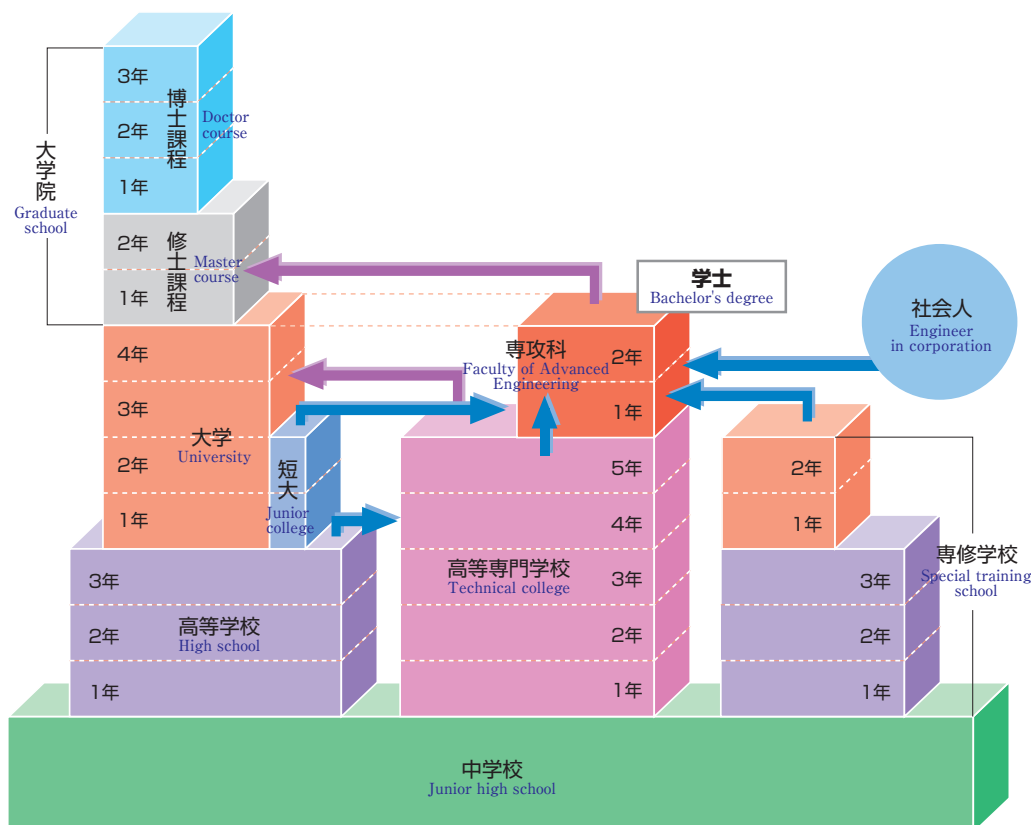 3年
2年
1年
博士課程
Doctor
course
大学院
Graduate
school
2年
1年
修士課程
Master
course
学士
Bachelor's degree
社会人
Engineer
in corporation
4年
3年
2年
1年
大学
University
専攻科
Faculty of Advanced
Engineering
2年
1年
短大
Junior
college
5年
4年
3年
2年
1年
高等専門学校
Technical college
2年
1年
専修学校
Special training
school
3年
2年
1年
高等学校
High school
3年
2年
1年
中学校
Junior high school